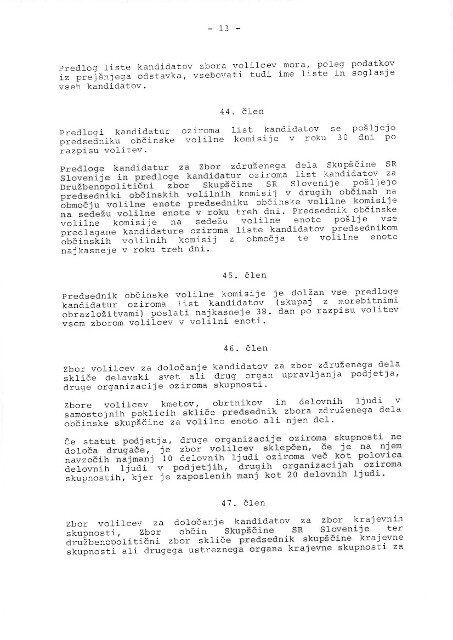 - 13 -
Predlog liste kandidatov zbora volilcev mora, poleg podatkov
iz prejšnjega odstavka, vsebovati tudi ime liste in soglasje
vseh kandidatov.
44. člen
Predlogi kandidatur oziroma list kandidatov se pošljejo
predsedniku občinske volilne komisije v roku 30 dni po
razpisu volitev.
Predloge kandidatur za Zbor združenega dela Skupščine SR
Slovenije in predloge kandidatur oziroma list kandidatov za
Družbenopolitični zbor Skupščine SR Slovenije pošljejo
predsedniki občinskih volilnih komisij v drugih občinah na
območju volilne enote predsedniku občinske volilne komisije
na sedežu volilne enote v roku treh dni. Predsednik občinske
volilne komisije na sedežu volilne enote pošlje vse
predlagane kandidature oziroma liste kandidatov predsednikom
občinskih volilnih komisij z območja te volilne enote
najkasneje v roku treh dni.
45. člen
Predsednik občinske volilne komisije je dolžan vse predloge
kandidatur oziroma list kandidatov (skupaj z morebitnimi
obrazložitvami) poslati najkasneje 38. dan po razpisu volitev
vsem zborom volilcev v volilni enoti.
46. člen
Zbor volilcev za določanje kandidatov za zbor združenega dela
skliče delavski svet ali drug organ upravljanja podjetja,
druge organizacije oziroma skupnosti.
Zbore volilcev kmetov, obrtnikov in delovnih ljudi v
samostojnih poklicih skliče predsednik zbora združenega dela
občinske skupščine za volilno enoto ali njen del.
Če statut podjetja, druge organizacije oziroma skupnosti ne
določa drugače, je zbor volilcev sklepčen, če je na njem
navzočih najmanj 10 delovnih ljudi oziroma več kot polovica
delovnih ljudi v podjetjih, drugih organizacijah oziroma
skupnostih, kjer je zaposlenih manj kot 20 delovnih ljudi.
47. člen
Zbor volilcev za določanje kandidatov za zbor krajevnih
skupnosti, Zbor občin Skupščine SR Slovenije ter
družbenopolitični zbor skliče predsednik skupščine krajevne
skupnosti ali drugega ustreznega organa krajevne skupnosti za